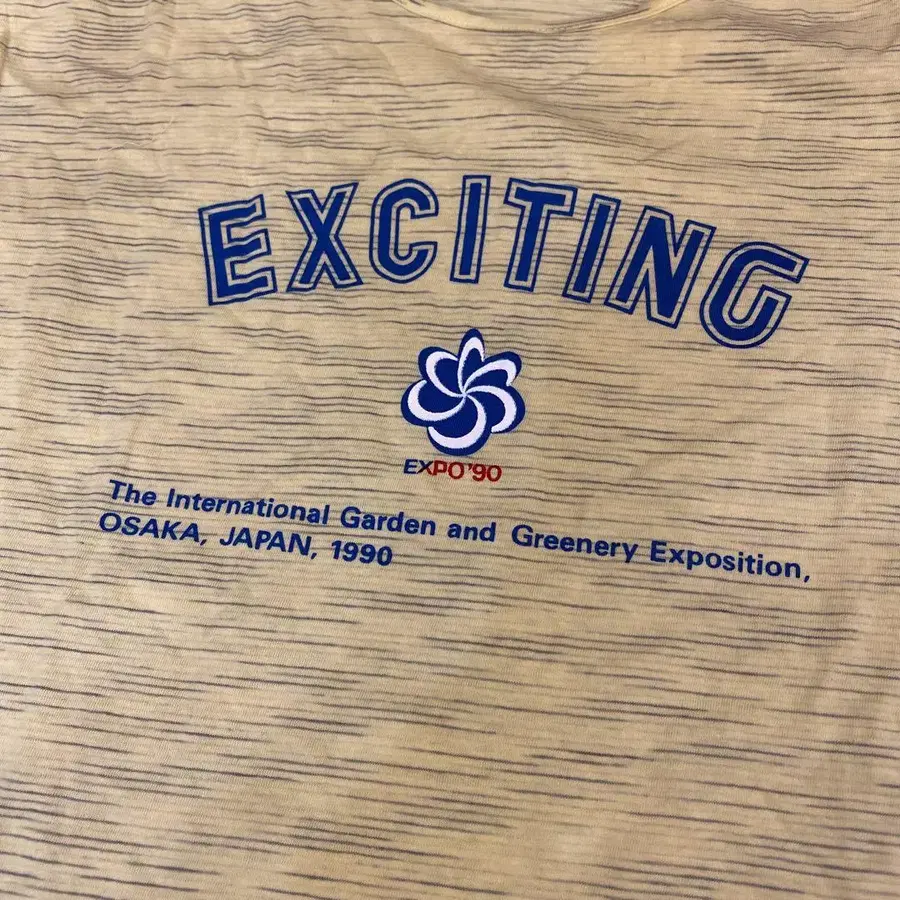 EXCITING
EXPO'90
The International Garden and Greenery Exposition,
OSAKA, JAPAN, 1990